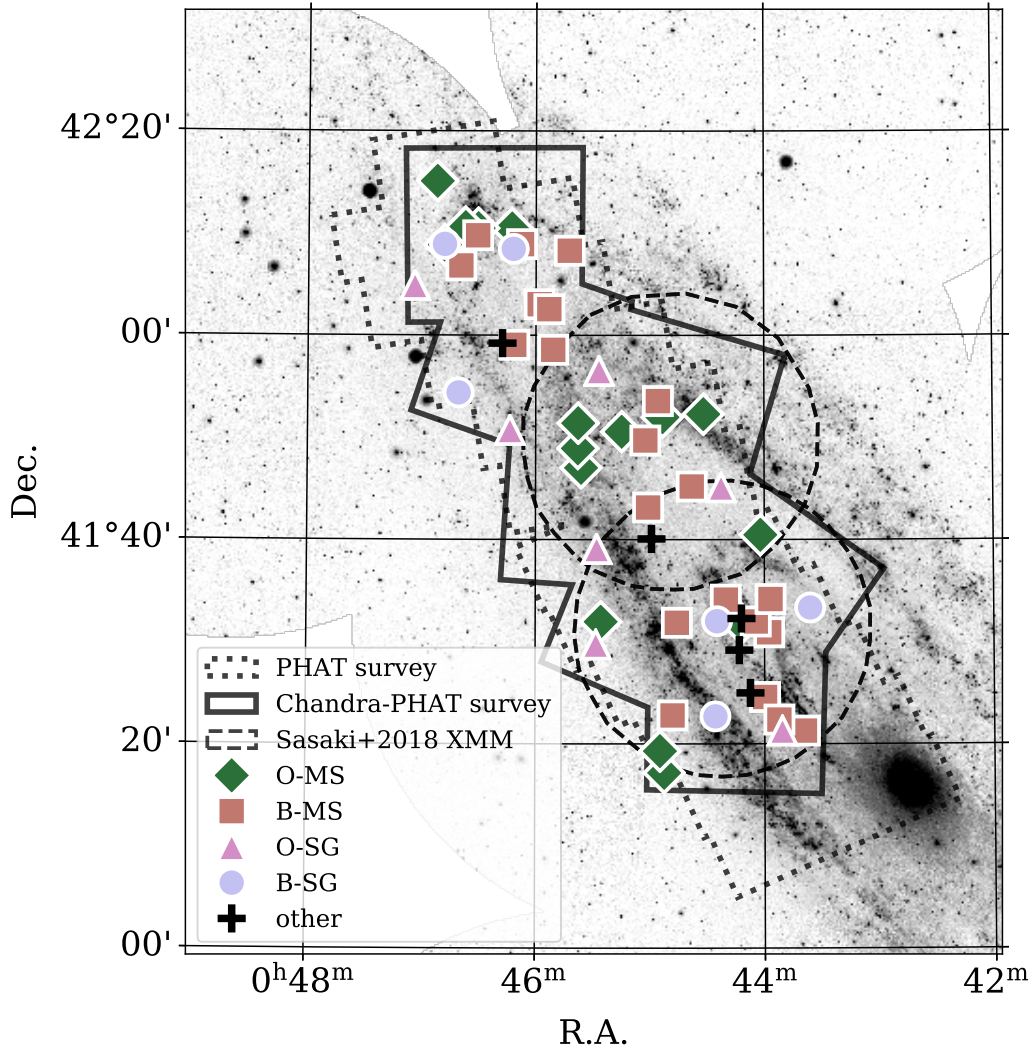 42°20'
00'
Dec.
41°40'
PHAT survey
Chandra-PHAT survey
Sasaki+2018 XMM
20'
O-MS
B-MS
O-SG
B-SG
other
00'
0ʰ48ᵐ 46ᵐ 44ᵐ 42ᵐ
R.A.